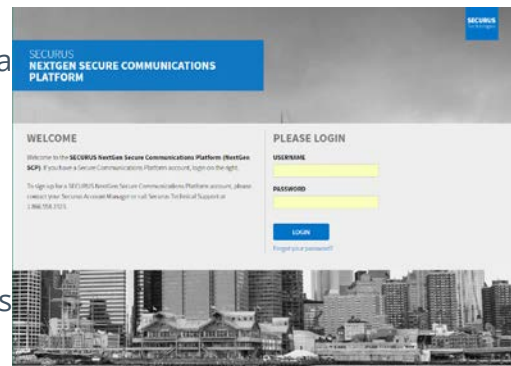 SECURUS
Technologies
a
SECURUS
NEXTGEN SECURE COMMUNICATIONS
PLATFORM
WELCOME
Welcome to the SECURUS NextGen Secure Communications Platform (NextGen
SCP). If you have a Secure Communications Platform account, login on the right.
To sign up for a SECURUS NextGen Secure Communications Platform account, please
contact your Securus Account Manager or call Securus Technical Support at
PLEASE LOGIN
USERNAME
PASSWORD
LOGIN
Forgot your password?
s